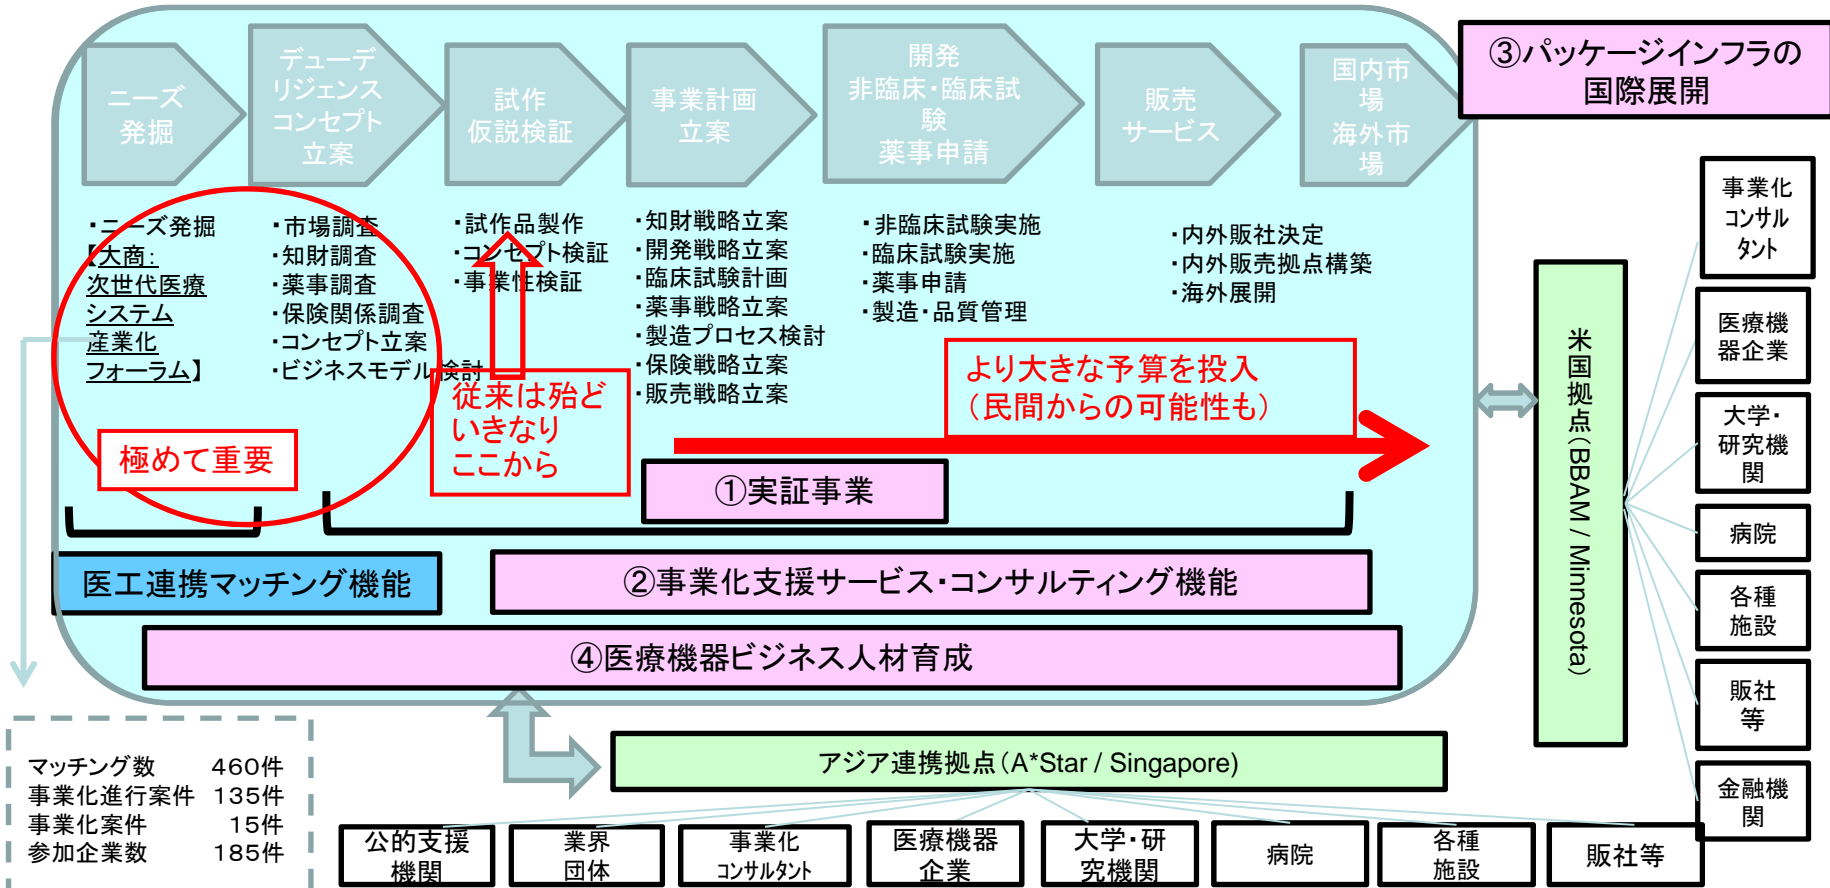 ニーズ
発掘
デューデ
リジェンス
コンセプト
立案
試作
仮説検証
事業計画
立案
開発
非臨床・臨床試
験
薬事申請
販売
サービス
国内市
場
海外市
場
③パッケージインフラの
国際展開
・ニーズ発掘
【大商：
次世代医療
システム
産業化
フォーラム】
・市場調査
・知財調査
・薬事調査
・保険関係調査
・コンセプト立案
・ビジネスモデル検討
・試作品製作
・コンセプト検証
・事業性検証
・知財戦略立案
・開発戦略立案
・臨床試験計画
・薬事戦略立案
・製造プロセス検討
・保険戦略立案
・販売戦略立案
・非臨床試験実施
・臨床試験実施
・薬事申請
・製造・品質管理
・内外販社決定
・内外販売拠点構築
・海外展開
極めて重要
従来は殆ど
いきなり
ここから
より大きな予算を投入
（民間からの可能性も）
①実証事業
医工連携マッチング機能
②事業化支援サービス・コンサルティング機能
④医療機器ビジネス人材育成
米国拠点（BBAM / Minnesota）
事業化
コンサル
タント
医療機
器企業
大学・
研究機
関
病院
各種
施設
販社
等
金融機
関
マッチング数 460件
事業化進行案件 135件
事業化案件 15件
参加企業数 185件
アジア連携拠点（A*Star / Singapore)
公的支援
機関
業界
団体
事業化
コンサルタント
医療機器
企業
大学・研
究機関
病院
各種
施設
販社等